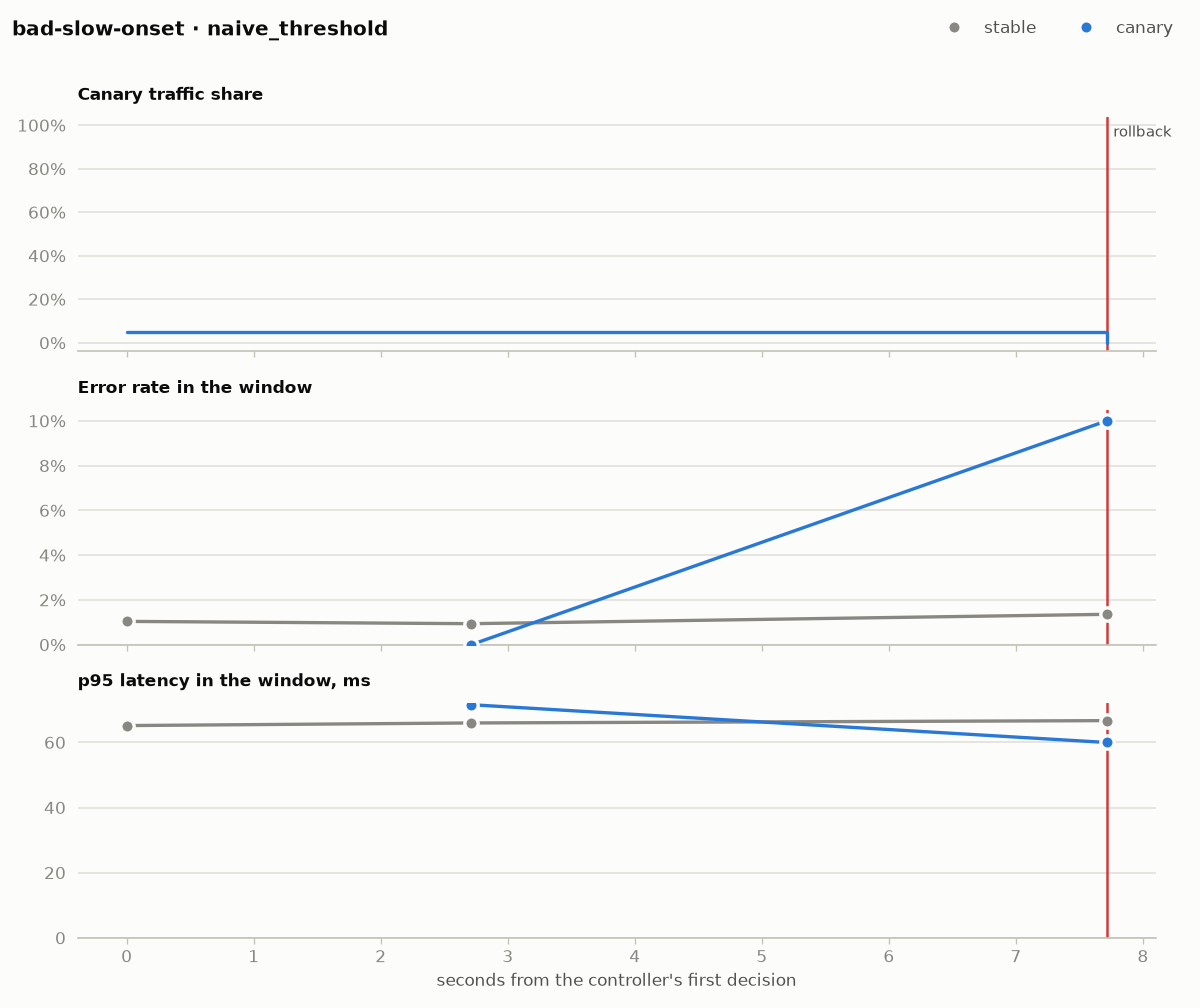 bad-slow-onset · naive_threshold
stable canary
Canary traffic share
100%
rollback
80%
60%
40%
20%
0%
Error rate in the window
10%
8%
6%
4%
2%
0%
p95 latency in the window, ms
60
40
20
0
0 1 2 3 4 5 6 7 8
seconds from the controller's first decision